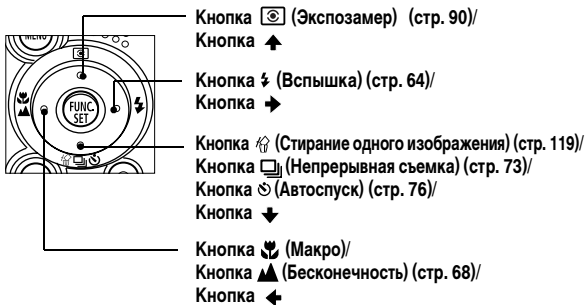 MENU
FUNC.
SET
Кнопка (Экспозамер) (стр. 90)/
Кнопка ↑
Кнопка ⚡ (Вспышка) (стр. 64)/
Кнопка →
Кнопка (Стирание одного изображения) (стр. 119)/
Кнопка (Непрерывная съемка) (стр. 73)/
Кнопка (Автоспуск) (стр. 76)/
Кнопка ↓
Кнопка (Макро)/
Кнопка (Бесконечность) (стр. 68)/
Кнопка ←